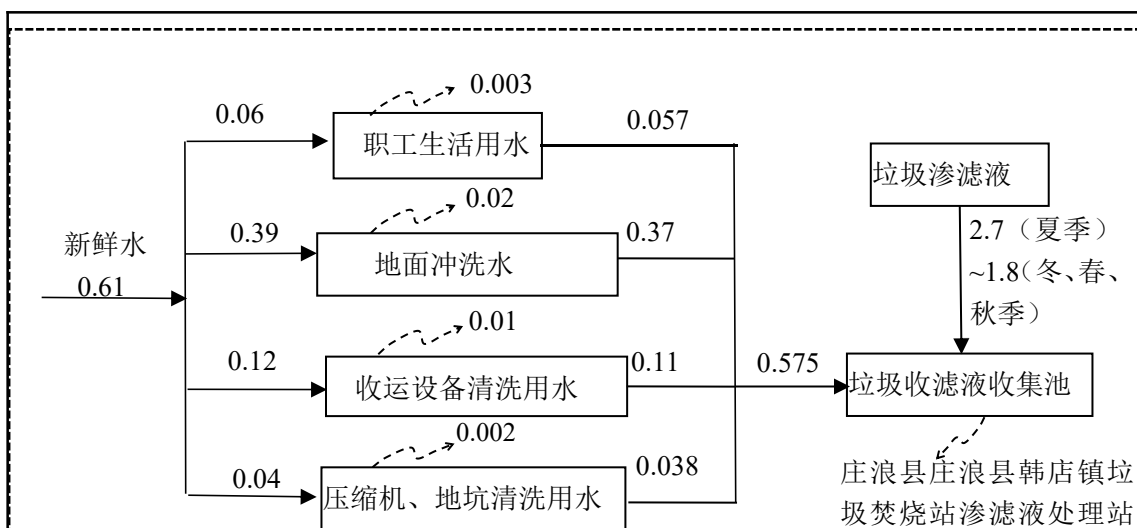 0.003
0.06
0.057
职工生活用水
垃圾渗滤液
0.02
0.39
0.37
新鲜水
地面冲洗水
2.7（夏季）
~1.8（冬、春、
秋季）
0.61
0.01
0.12
0.11
0.575
收运设备清洗用水
垃圾收滤液收集池
0.002
0.04
0.038
压缩机、地坑清洗用水
庄浪县庄浪县韩店镇垃
圾焚烧站渗滤液处理站